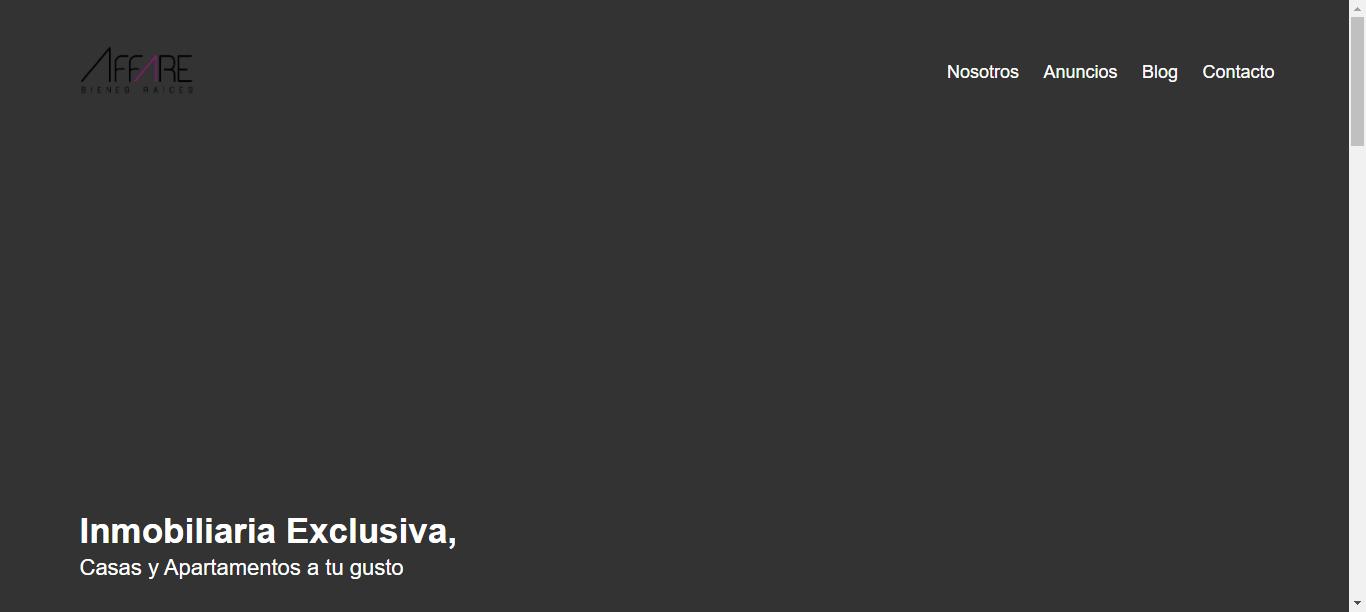 AFFARE
BIENES RAICES
Nosotros Anuncios Blog Contacto
Inmobiliaria Exclusiva,
Casas y Apartamentos a tu gusto